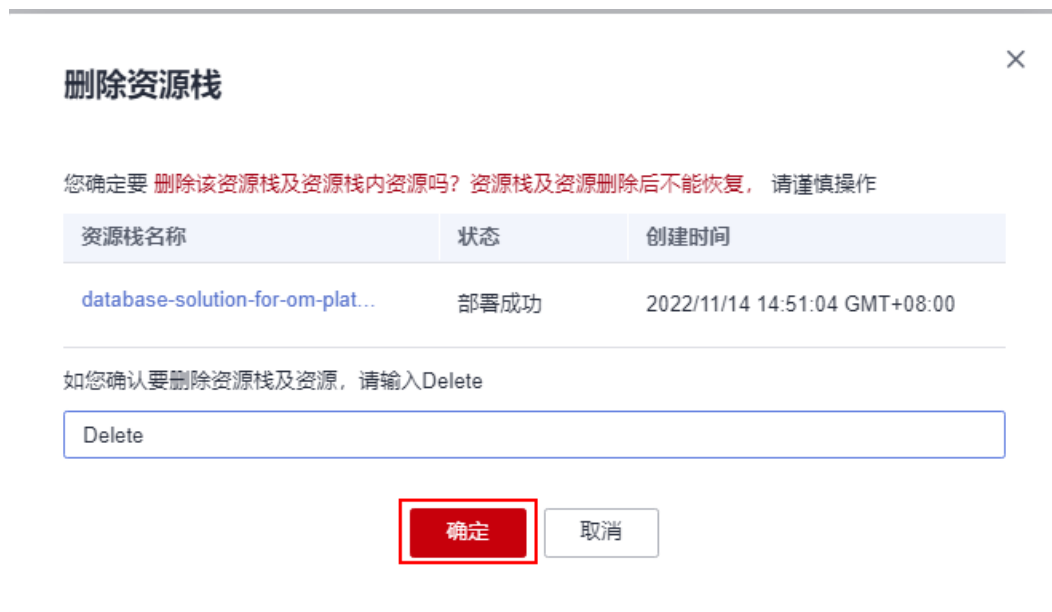 删除资源栈
您确定要 删除该资源栈及资源栈内资源吗？资源栈及资源删除后不能恢复， 请谨慎操作
资源栈名称 状态 创建时间
database-solution-for-om-plat... 部署成功 2022/11/14 14:51:04 GMT+08:00
如您确认要删除资源栈及资源，请输入Delete
Delete
确定 取消